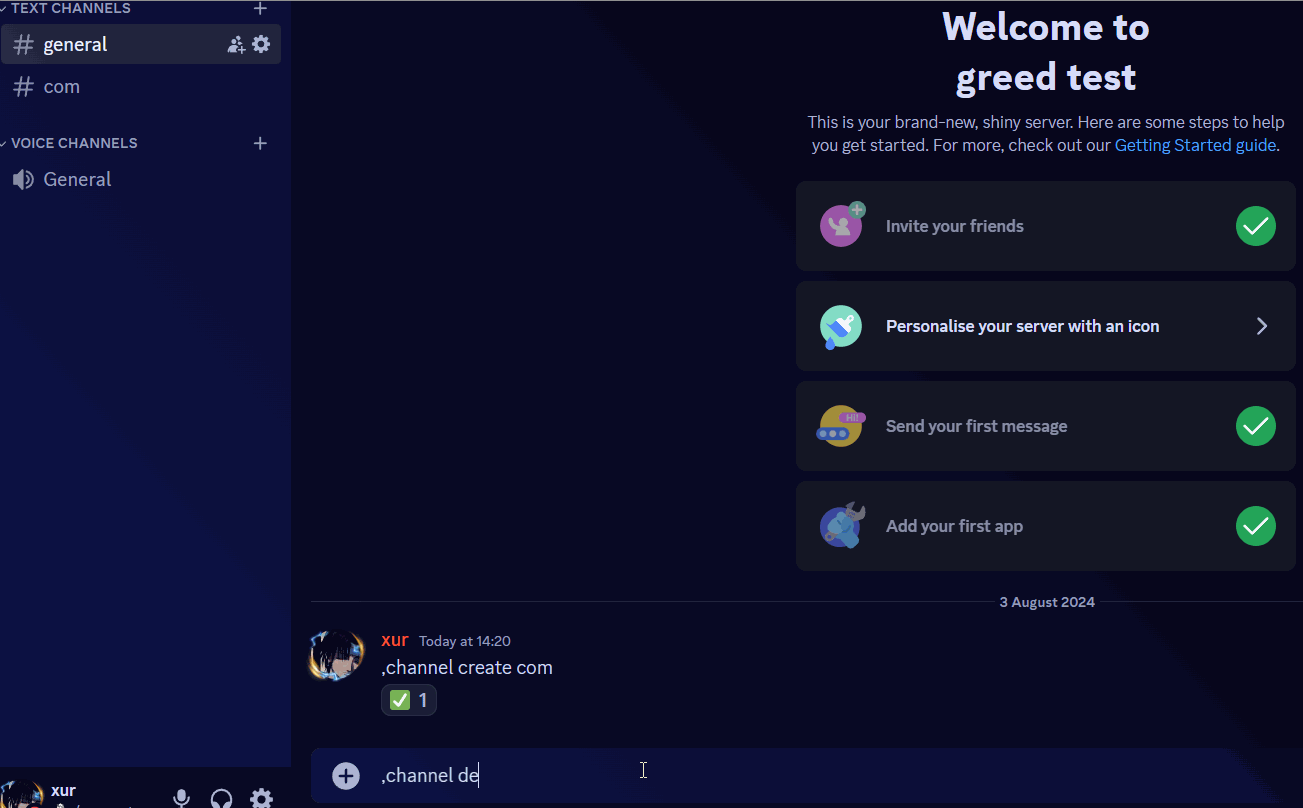 TEXT CHANNELS
general
com
VOICE CHANNELS
General
xur
Welcome to
greed test
This is your brand-new, shiny server. Here are some steps to help
you get started. For more, check out our Getting Started guide.
Invite your friends
Personalise your server with an icon
Hi!
Send your first message
Add your first app
3 August 2024
xur Today at 14:20
,channel create com
✅ 1
,channel de